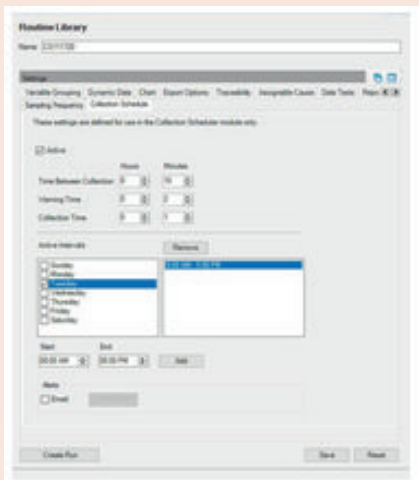 Routine Library
Name
Settings
Variable Grouping Dynamic Data Chart Export Options Traceability Assignable Cause Data Tests
Sampling Frequency Collection Schedule
These settings are defined for use in the Collection Scheduler module only.
Active
Hours Minutes
Time Between Collection
Warning Time
Collection Time
Active Intervals Remove
Sunday
Monday
Tuesday
Wednesday
Thursday
Friday
Saturday
Start End
Add
Alerts
Email
Create Run Save Reset